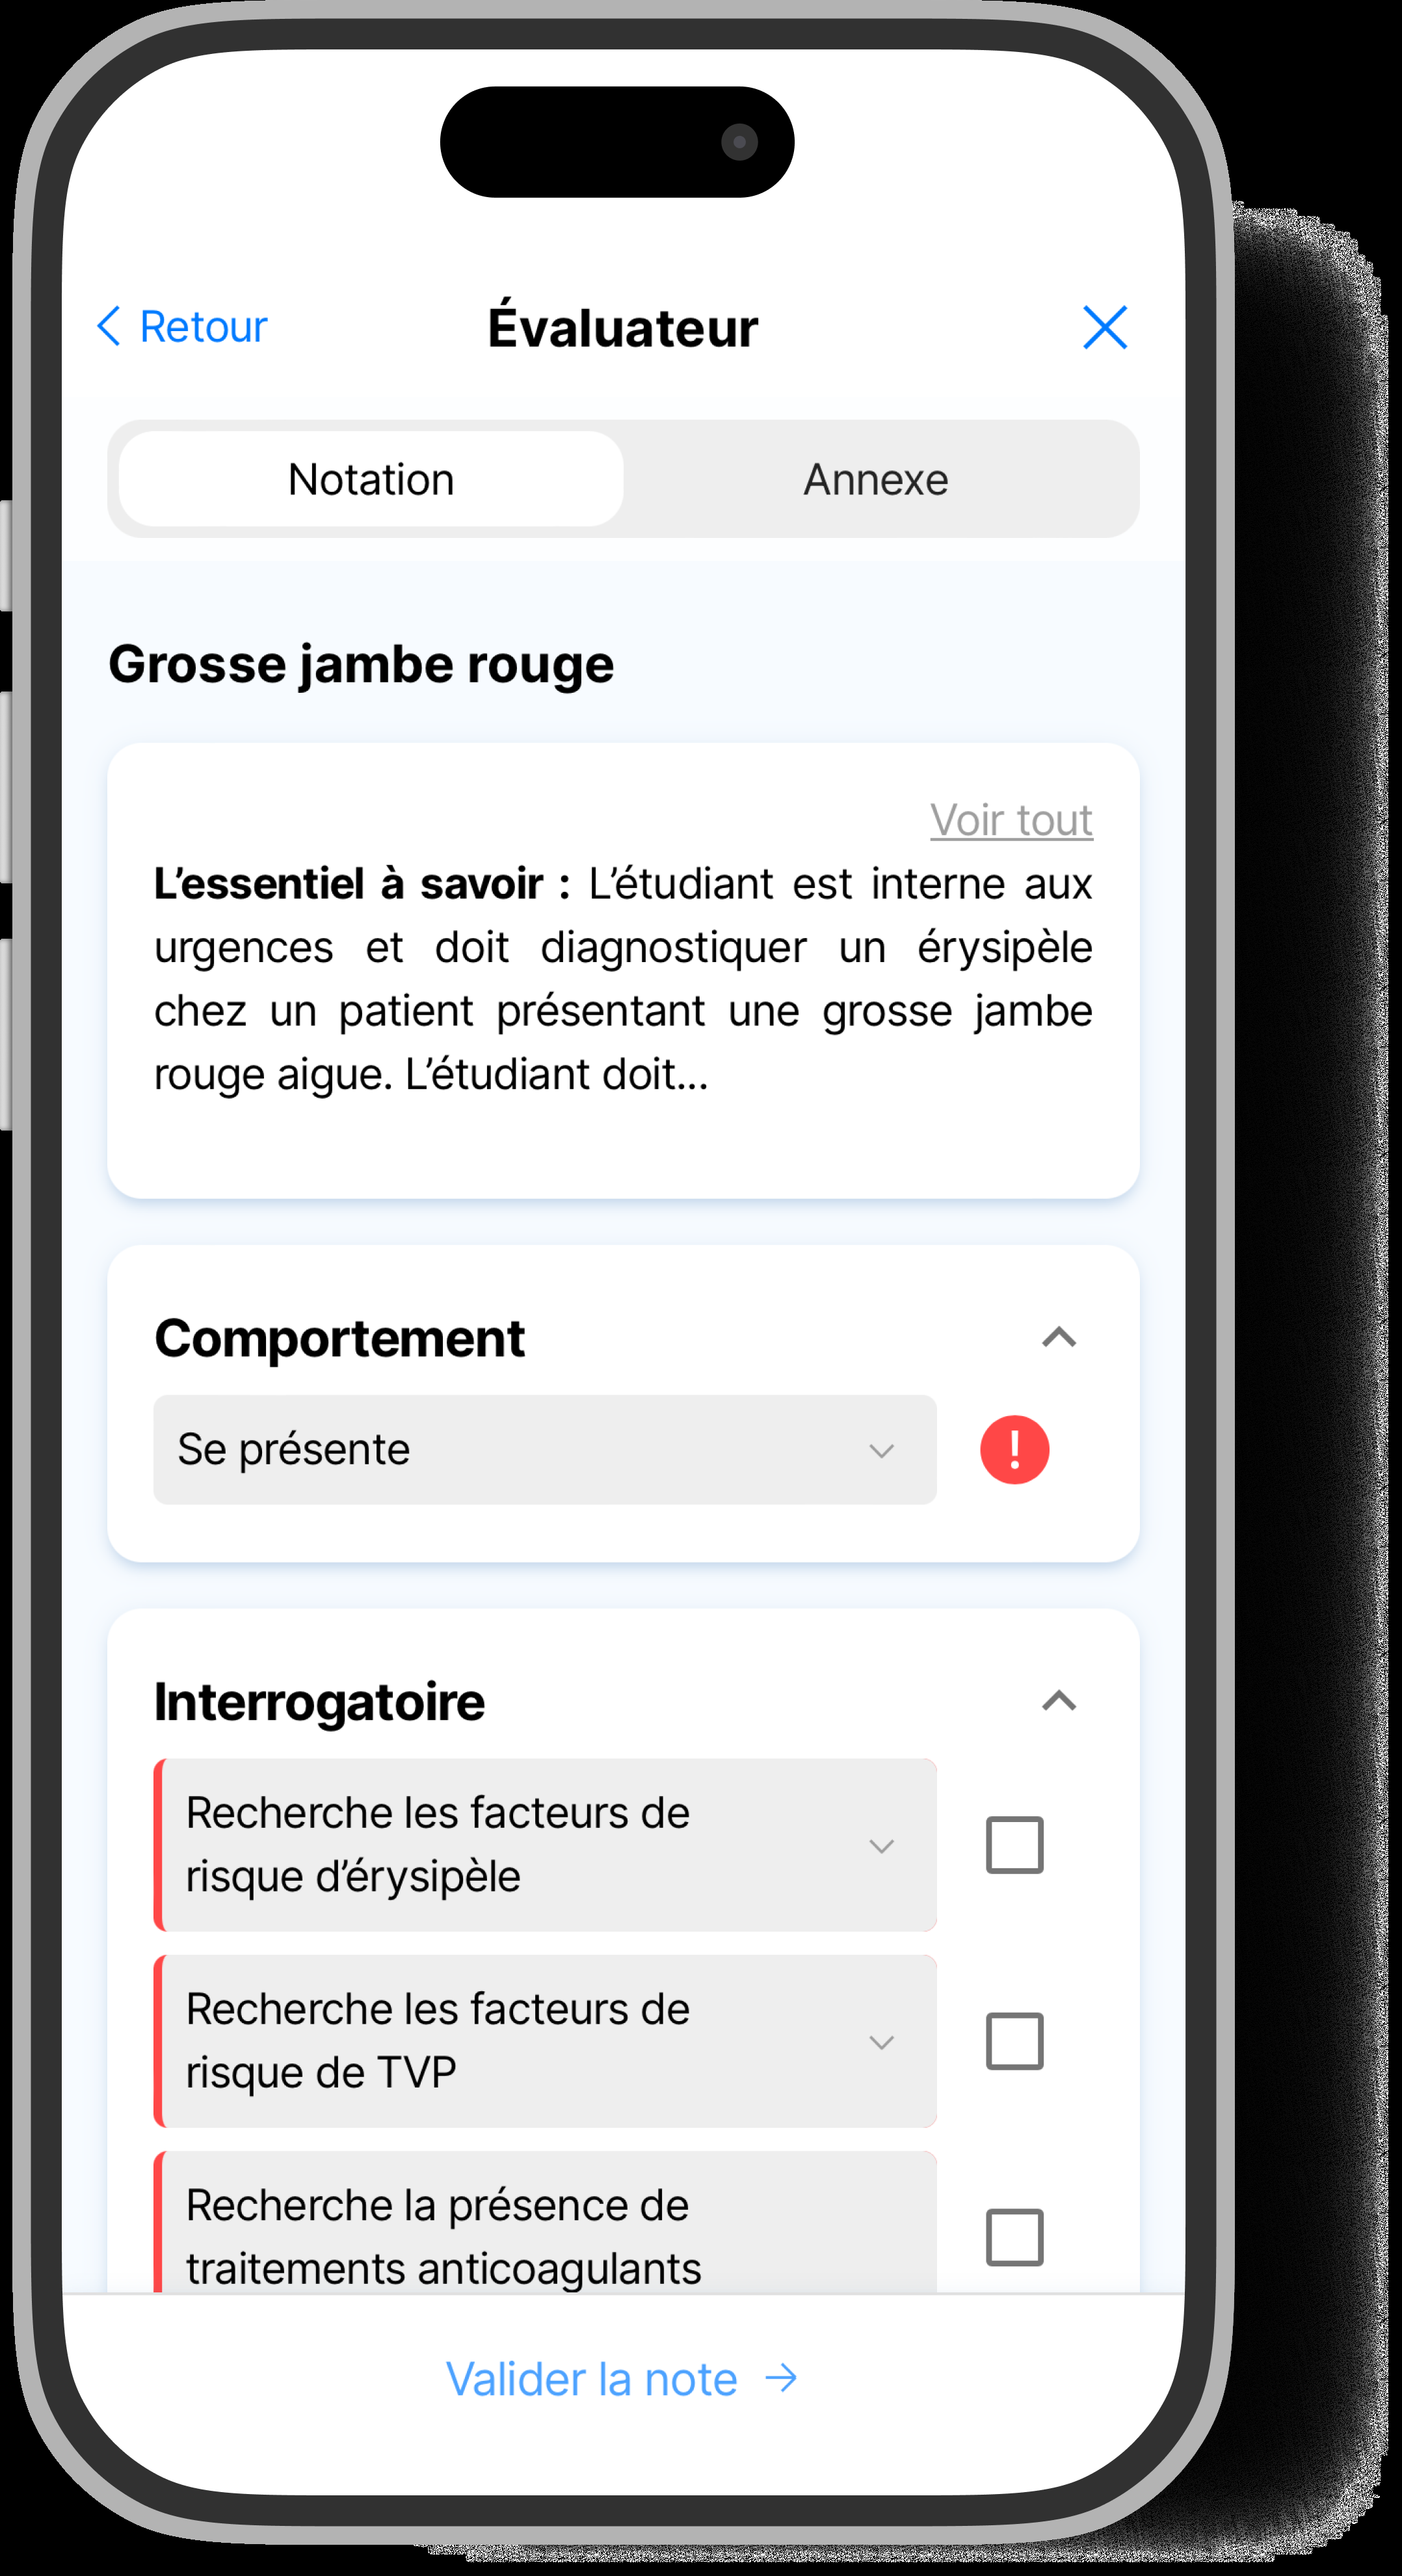 Retour
Évaluateur
Notation
Annexe
Grosse jambe rouge
Voir tout
L’essentiel à savoir : L’étudiant est interne aux
urgences et doit diagnostiquer un érysipèle
chez un patient présentant une grosse jambe
rouge aigue. L’étudiant doit...
Comportement
Se présente
!
Interrogatoire
Recherche les facteurs de
risque d’érysipèle
Recherche les facteurs de
risque de TVP
Recherche la présence de
traitements anticoagulants
Valider la note →